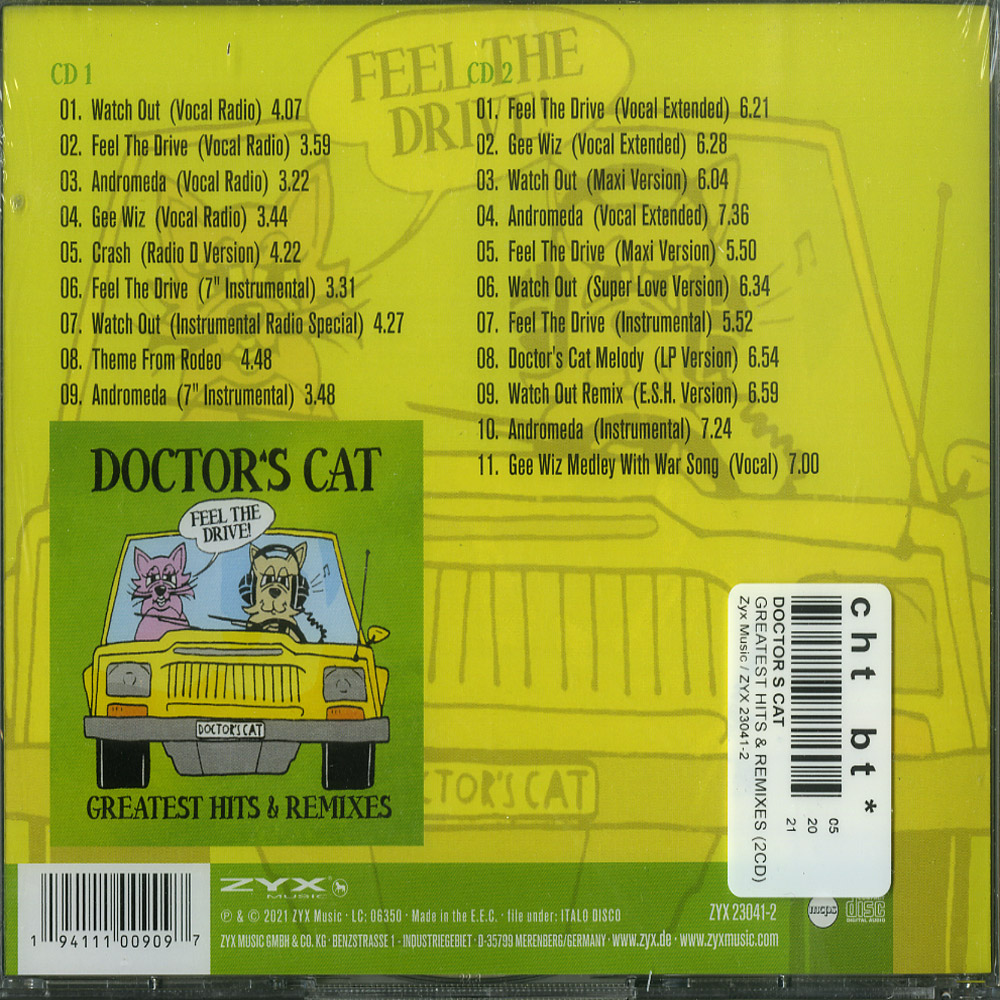 FEEL THE
DRIVE!
CD 1
01. Watch Out (Vocal Radio) 4.07
02. Feel The Drive (Vocal Radio) 3.59
03. Andromeda (Vocal Radio) 3.22
04. Gee Wiz (Vocal Radio) 3.44
05. Crash (Radio D Version) 4.22
06. Feel The Drive (7" Instrumental) 3.31
07. Watch Out (Instrumental Radio Special) 4.27
08. Theme From Rodeo 4.48
09. Andromeda (7" Instrumental) 3.48
CD 2
01. Feel The Drive (Vocal Extended) 6.21
02. Gee Wiz (Vocal Extended) 6.28
03. Watch Out (Maxi Version) 6.04
04. Andromeda (Vocal Extended) 7.36
05. Feel The Drive (Maxi Version) 5.50
06. Watch Out (Super Love Version) 6.34
07. Feel The Drive (Instrumental) 5.52
08. Doctor's Cat Melody (LP Version) 6.54
09. Watch Out Remix (E.S.H. Version) 6.59
10. Andromeda (Instrumental) 7.24
11. Gee Wiz Medley With War Song (Vocal) 7.00
DOCTOR'S CAT
FEEL THE
DRIVE!
DOCTOR'S CAT
GREATEST HITS & REMIXES
CTOR'S CAT
cht bt*
05
20
21
DOCTOR S CAT
GREATEST HITS & REMIXES (2CD)
Zyx Music / ZYX 23041-2
1 94111 00909 7
ZYX
MUSIC
℗ & © 2021 ZYX Music · LC: 06350 · Made in the E.E.C. · file under: ITALO DISCO
ZYX MUSIC GMBH & CO. KG · BENZSTRASSE 1 · INDUSTRIEGEBIET · D-35799 MERENBERG/GERMANY · www.zyx.de · www.zyxmusic.com
ZYX 23041-2
mcps
disc
DIGITAL AUDIO